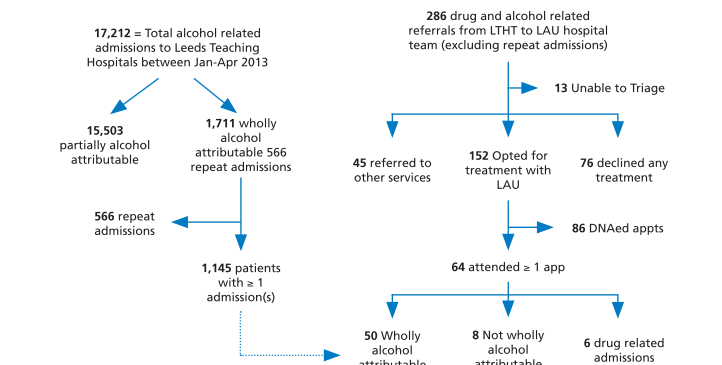 17,212 = Total alcohol related
admissions to Leeds Teaching
Hospitals between Jan-Apr 2013
15,503
partially alcohol
attributable
1,711 wholly
alcohol
attributable 566
repeat admissions
566 repeat
admissions
1,145 patients
with ≥ 1
admission(s)
286 drug and alcohol related
referrals from LTHT to LAU hospital
team (excluding repeat admissions)
13 Unable to Triage
45 referred to
other services
152 Opted for
treatment with
LAU
76 declined any
treatment
86 DNAed appts
64 attended ≥ 1 app
50 Wholly
alcohol
attributable
8 Not wholly
alcohol
attributable
6 drug related
admissions